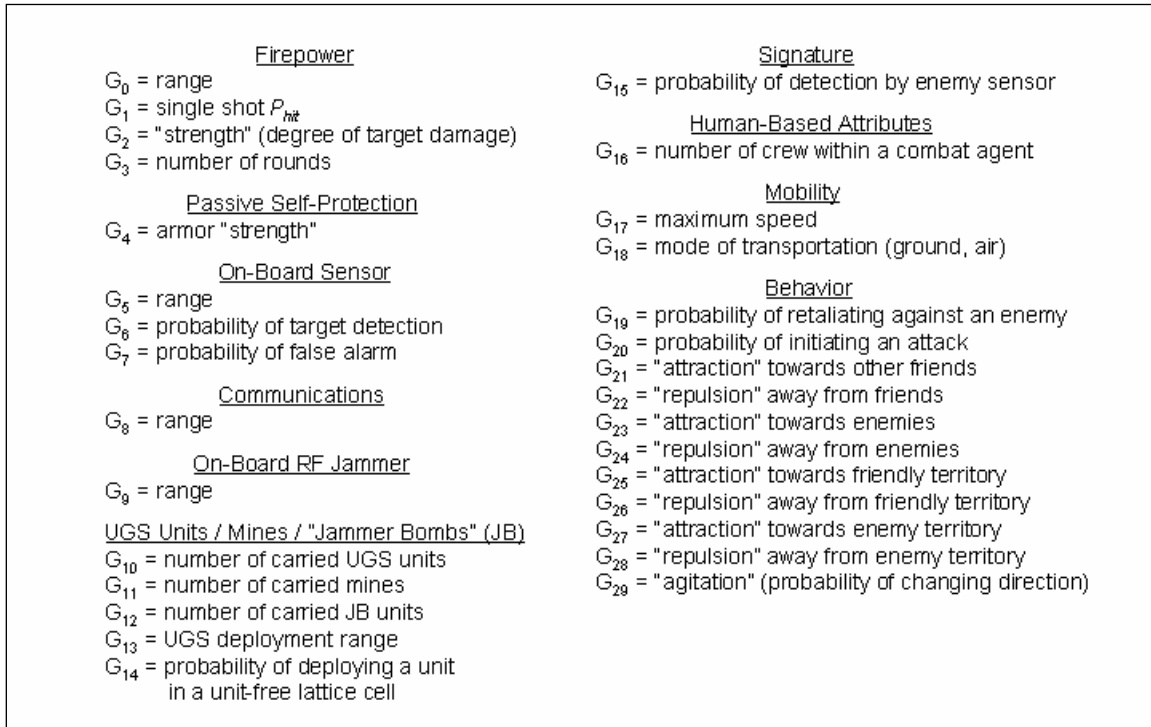 Firepower
G0 = range
G1 = single shot Phit
G2 = "strength" (degree of target damage)
G3 = number of rounds
Passive Self-Protection
G4 = armor "strength"
On-Board Sensor
G5 = range
G6 = probability of target detection
G7 = probability of false alarm
Communications
G8 = range
On-Board RF Jammer
G9 = range
UGS Units / Mines / "Jammer Bombs" (JB)
G10 = number of carried UGS units
G11 = number of carried mines
G12 = number of carried JB units
G13 = UGS deployment range
G14 = probability of deploying a unit
in a unit-free lattice cell
Signature
G15 = probability of detection by enemy sensor
Human-Based Attributes
G16 = number of crew within a combat agent
Mobility
G17 = maximum speed
G18 = mode of transportation (ground, air)
Behavior
G19 = probability of retaliating against an enemy
G20 = probability of initiating an attack
G21 = "attraction" towards other friends
G22 = "repulsion" away from friends
G23 = "attraction" towards enemies
G24 = "repulsion" away from enemies
G25 = "attraction" towards friendly territory
G26 = "repulsion" away from friendly territory
G27 = "attraction" towards enemy territory
G28 = "repulsion" away from enemy territory
G29 = "agitation" (probability of changing direction)